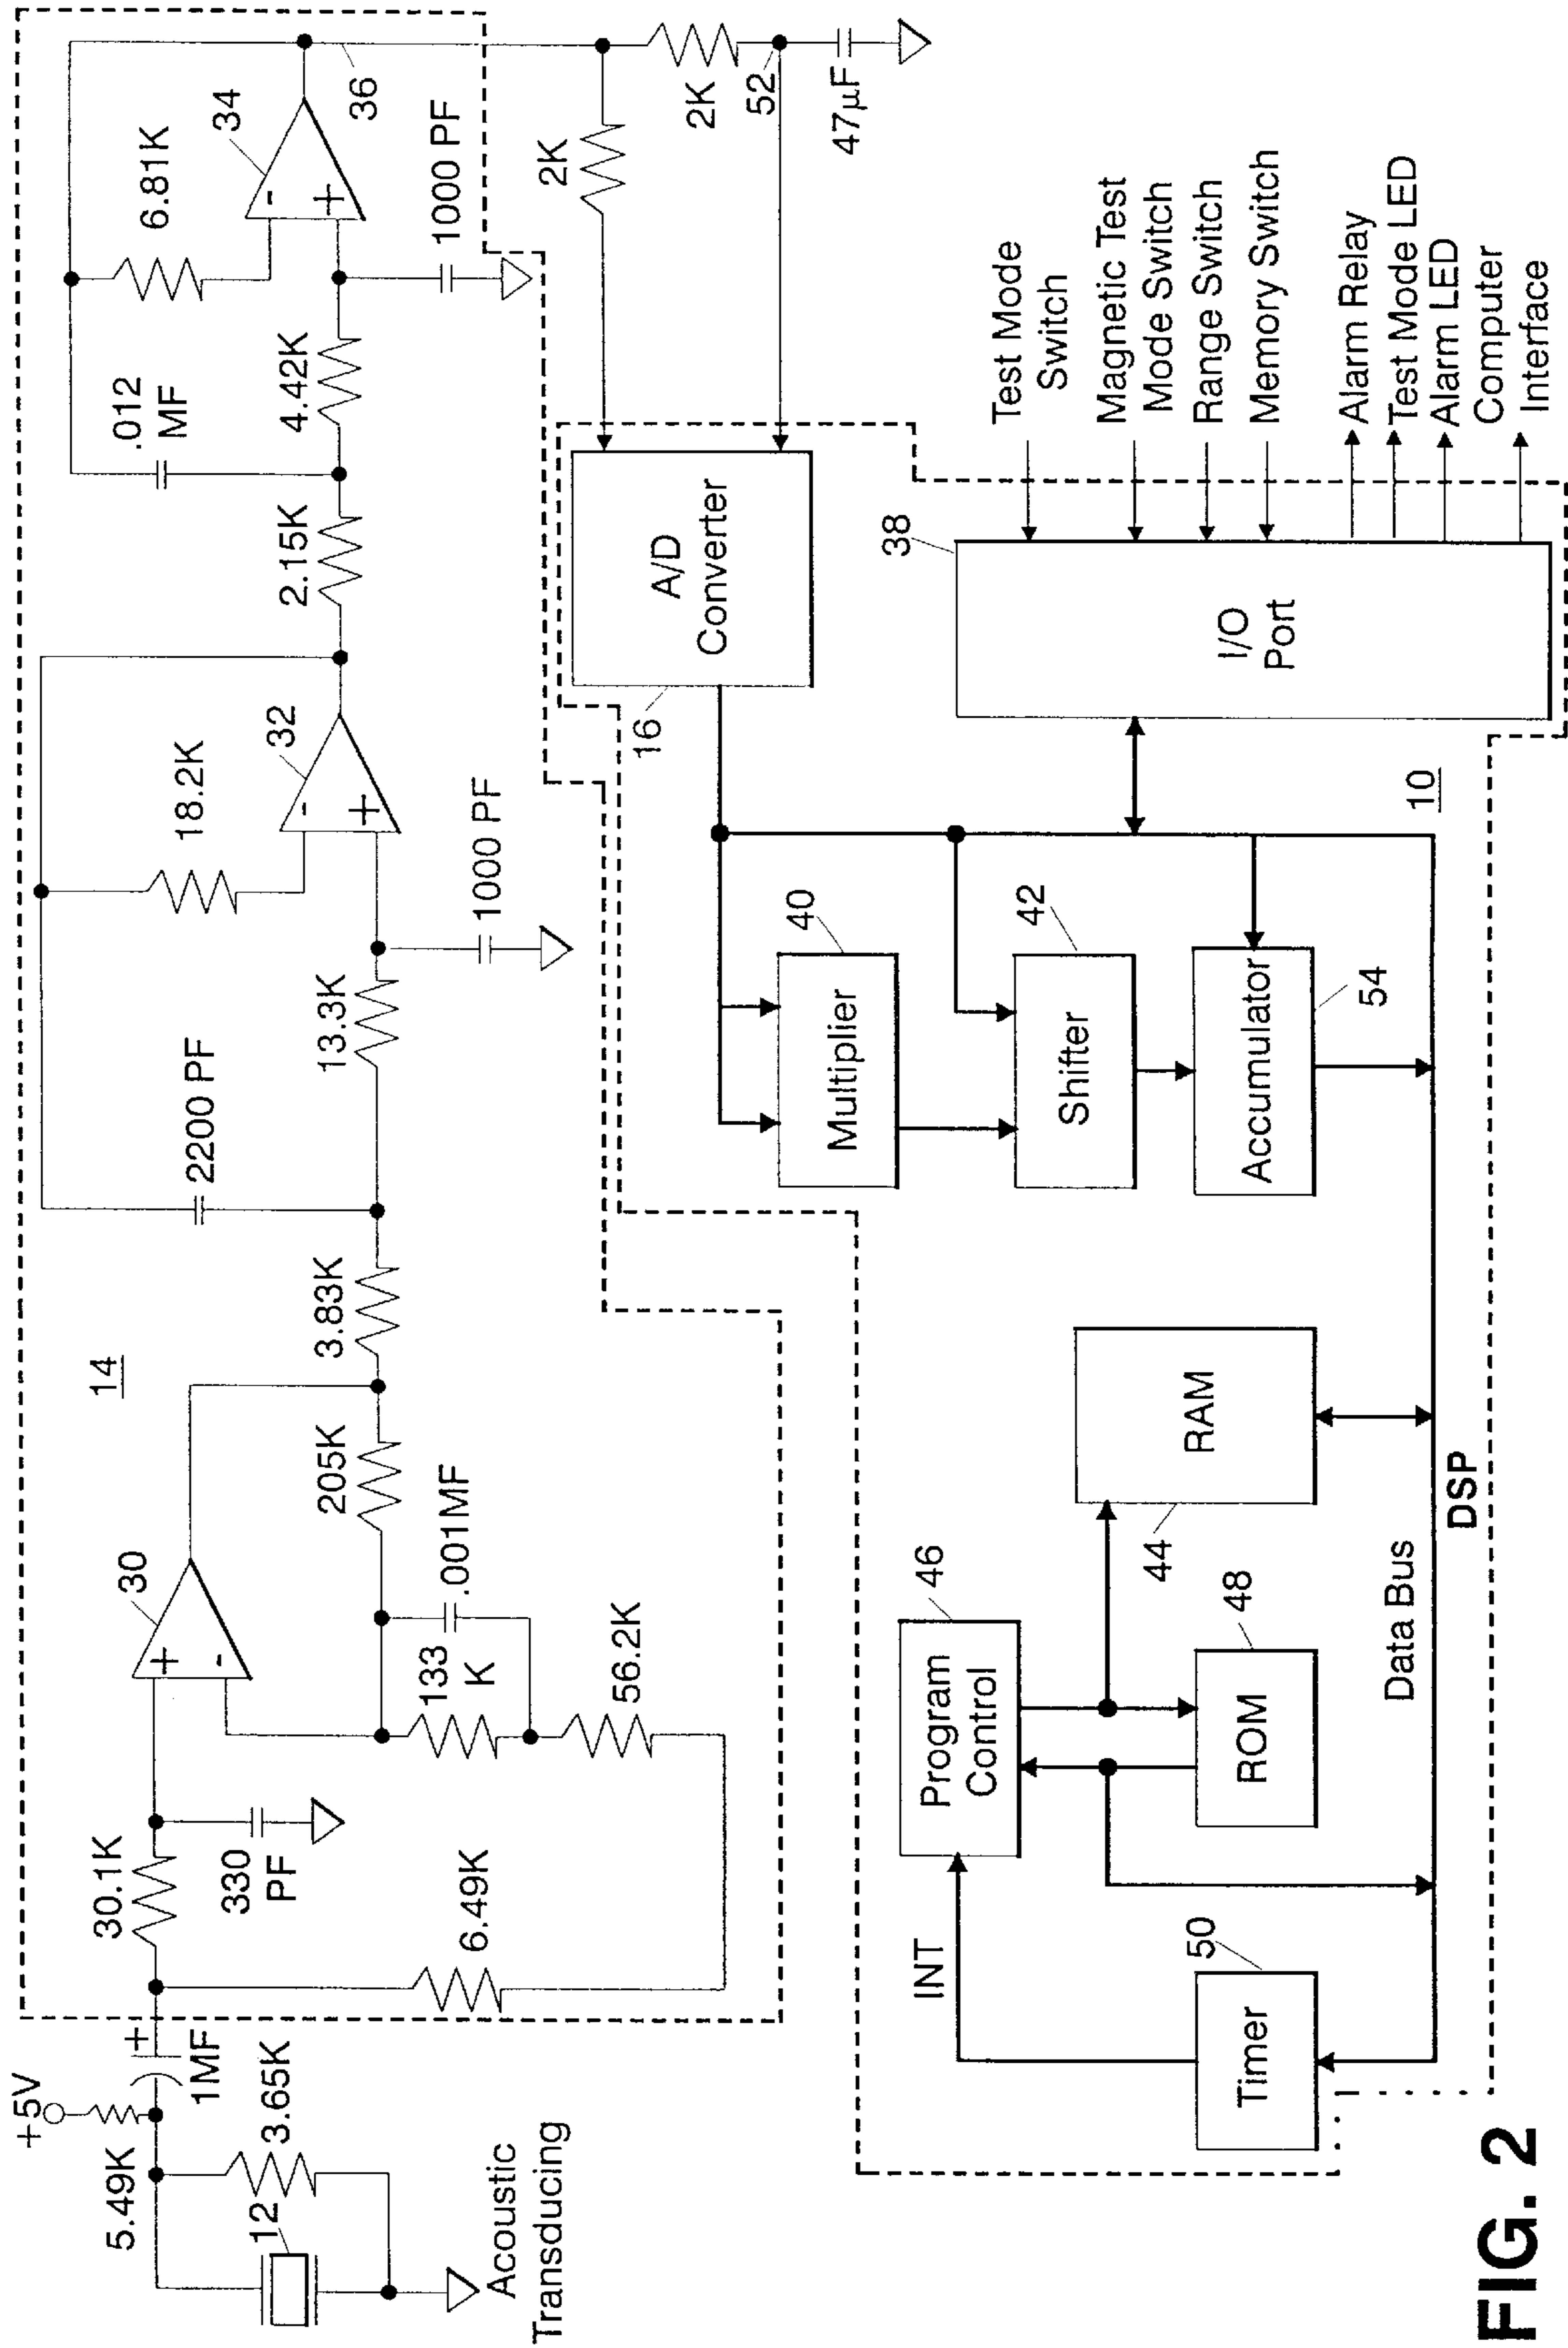 +5V
5.49K
12
3.65K
1MF
+
Acoustic
Transducing
14
30.1K
330
PF
6.49K
30
+
-
133
K
.001MF
56.2K
205K
3.83K
2200 PF
13.3K
1000 PF
18.2K
32
-
+
2.15K
.012
MF
4.42K
6.81K
34
-
+
1000 PF
36
2K
2K
52
47µF
A/D
Converter
16
38
I/O
Port
Test Mode
Switch
Magnetic Test
Mode Switch
Range Switch
Memory Switch
Alarm Relay
Test Mode LED
Alarm LED
Computer
Interface
10
40
Multiplier
42
Shifter
Accumulator
54
RAM
44
46
Program
Control
48
ROM
INT
50
Timer
Data Bus
DSP
FIG. 2